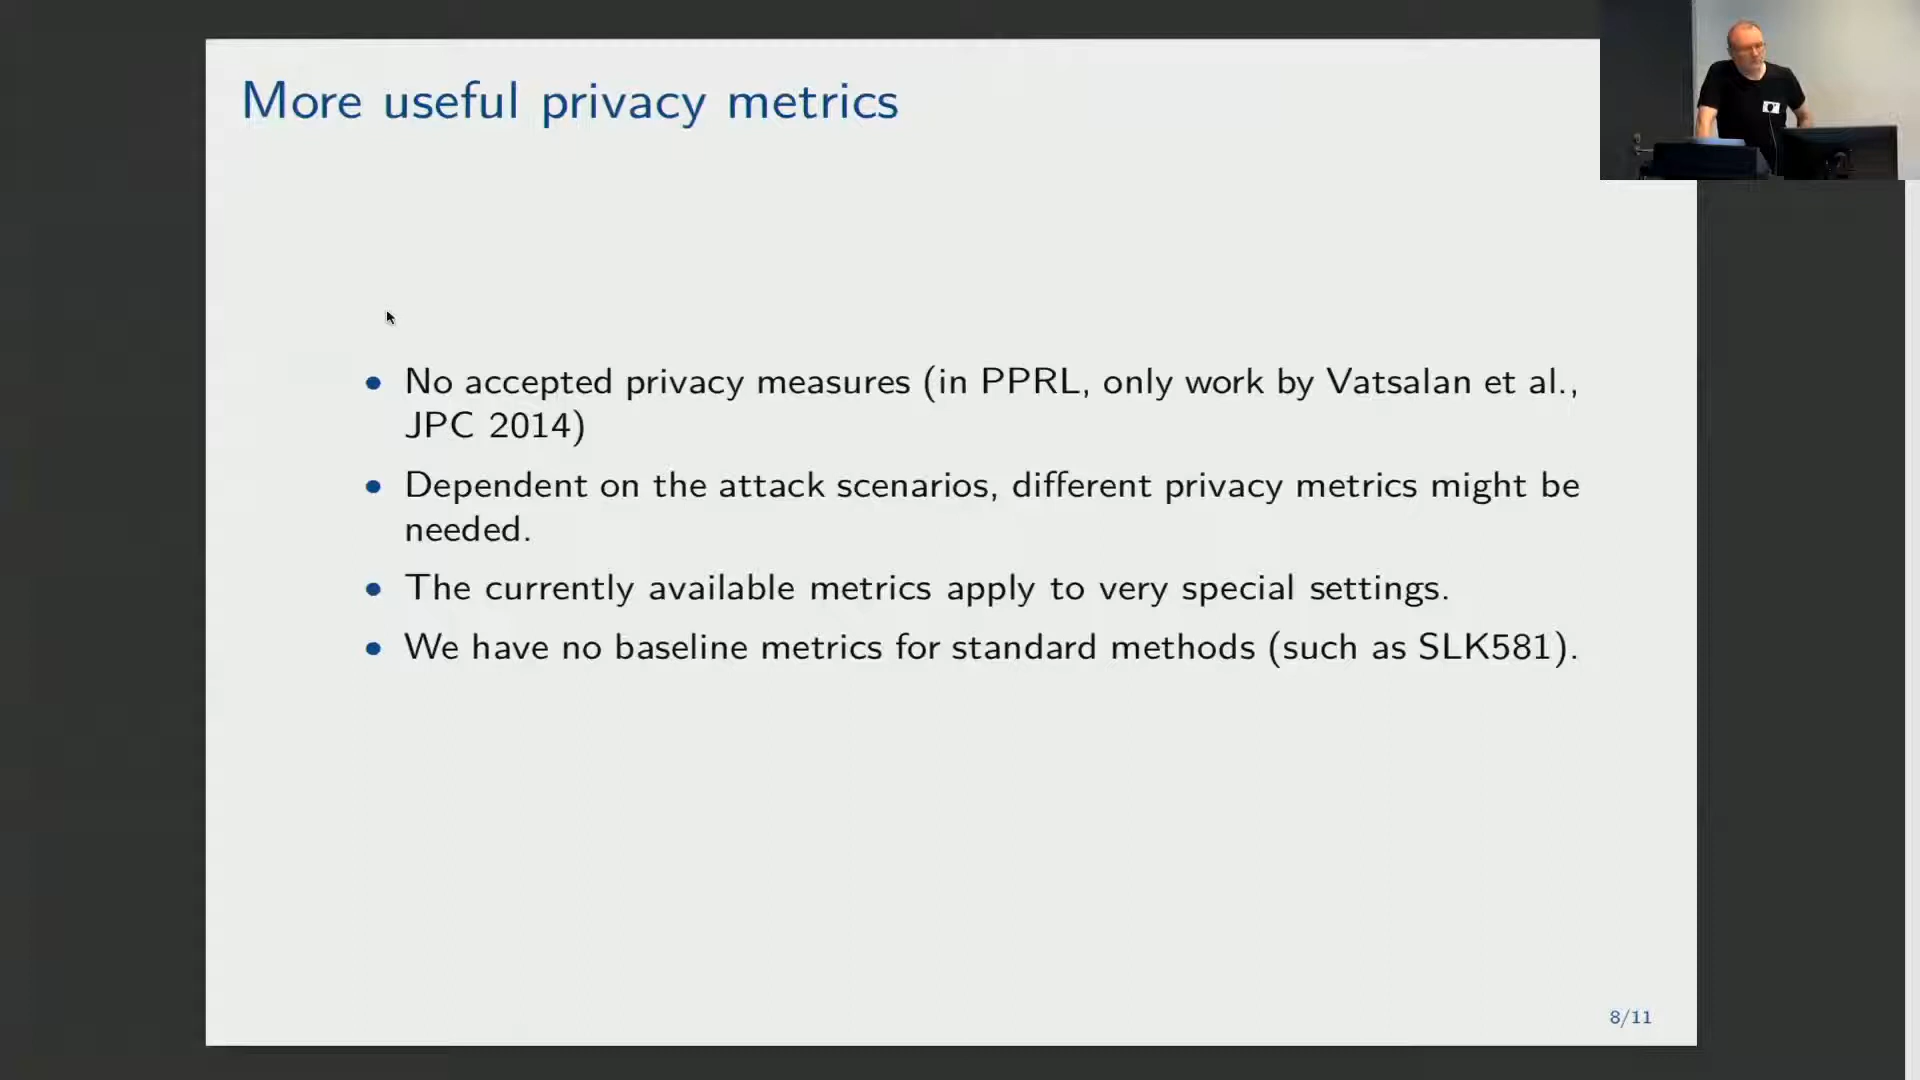 More useful privacy metrics
• No accepted privacy measures (in PPRL, only work by Vatsalan et al.,
JPC 2014)
• Dependent on the attack scenarios, different privacy metrics might be
needed.
• The currently available metrics apply to very special settings.
• We have no baseline metrics for standard methods (such as SLK581).
8/11